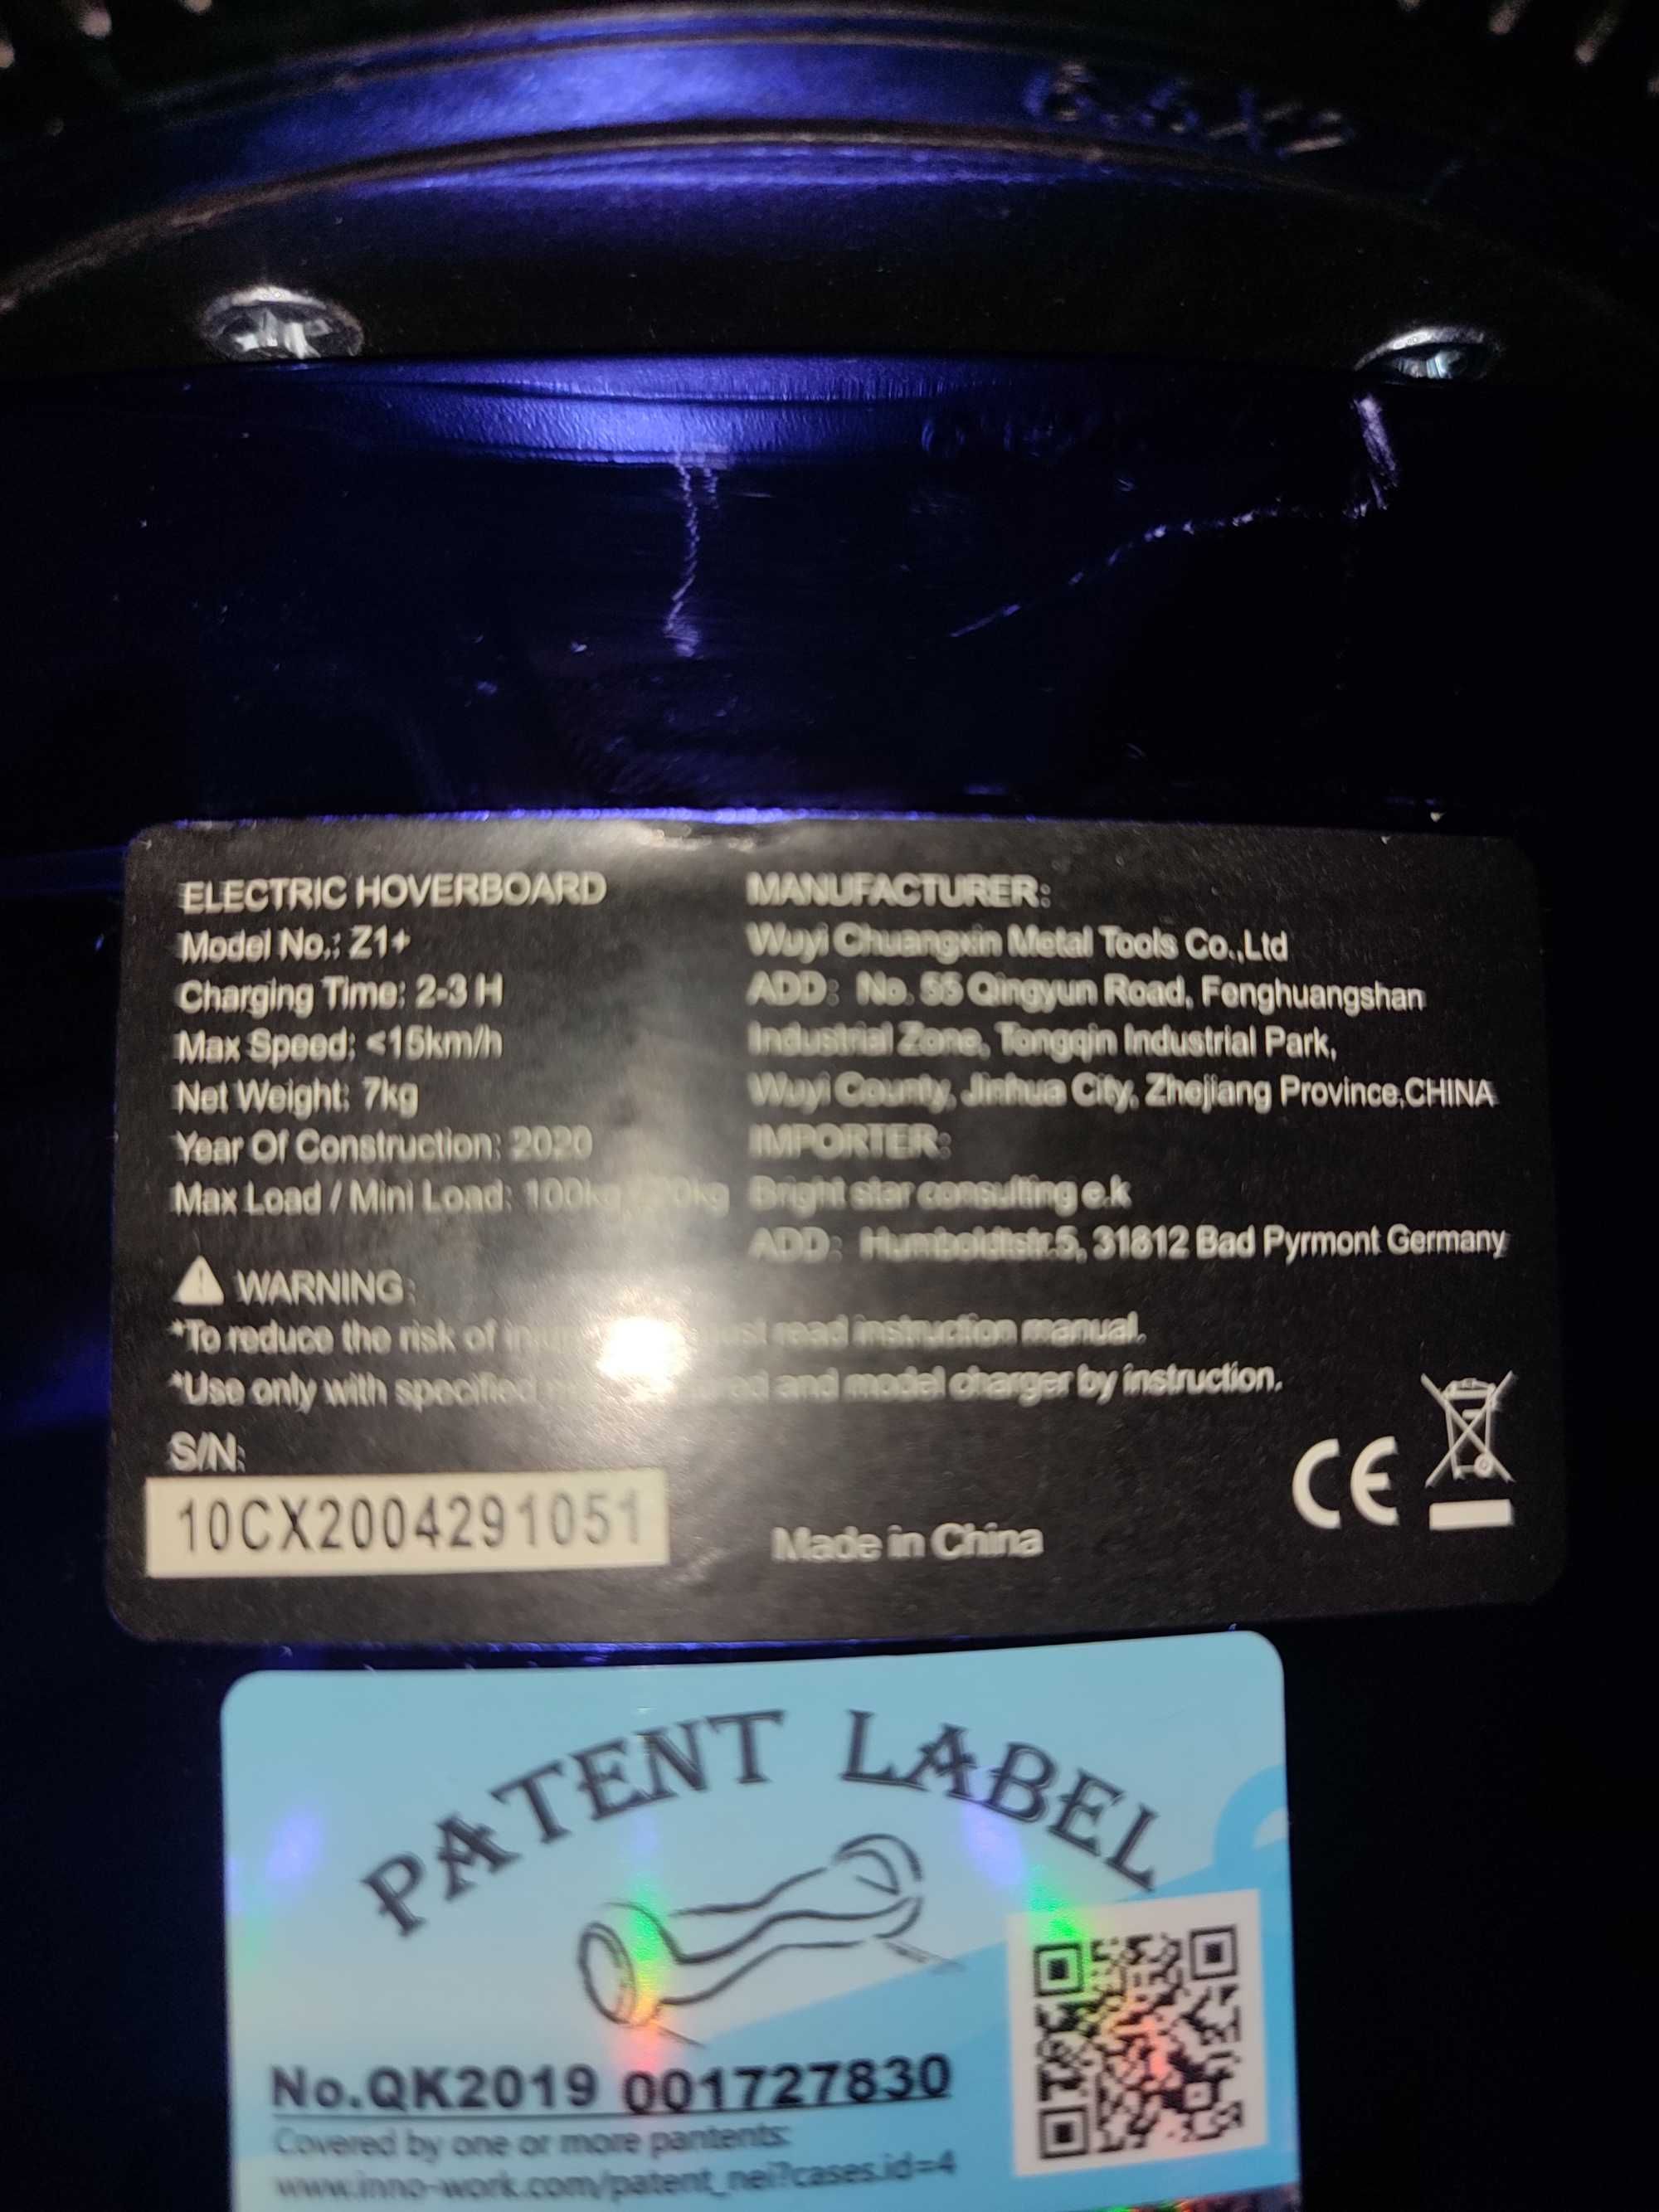 ELECTRIC HOVERBOARD
Model No.: Z1+
Charging Time: 2-3 H
Max Speed: <15km/h
Net Weight: 7kg
Year Of Construction: 2020
Max Load / Mini Load: 100kg
MANUFACTURER:
Wuyi Chuangxin Metal Tools Co.,Ltd
ADD: No. 55 Qingyun Road, Fenghuangshan
Industrial Zone, Tongqin Industrial Park,
Wuyi County, Jinhua City, Zhejiang Province,CHINA
IMPORTER:
Bright star consulting e.k
ADD: Humboldtstr.5, 31812 Bad Pyrmont Germany
WARNING:
*To reduce the risk of read instruction manual.
*Use only with specified and model charger by instruction.
S/N:
10CX2004291051
Made in China
CE
PATENT LABEL
No.QK2019 001727830
Covered by one or more pantents:
www.inno-work.com/patent_nei?cases.id=4